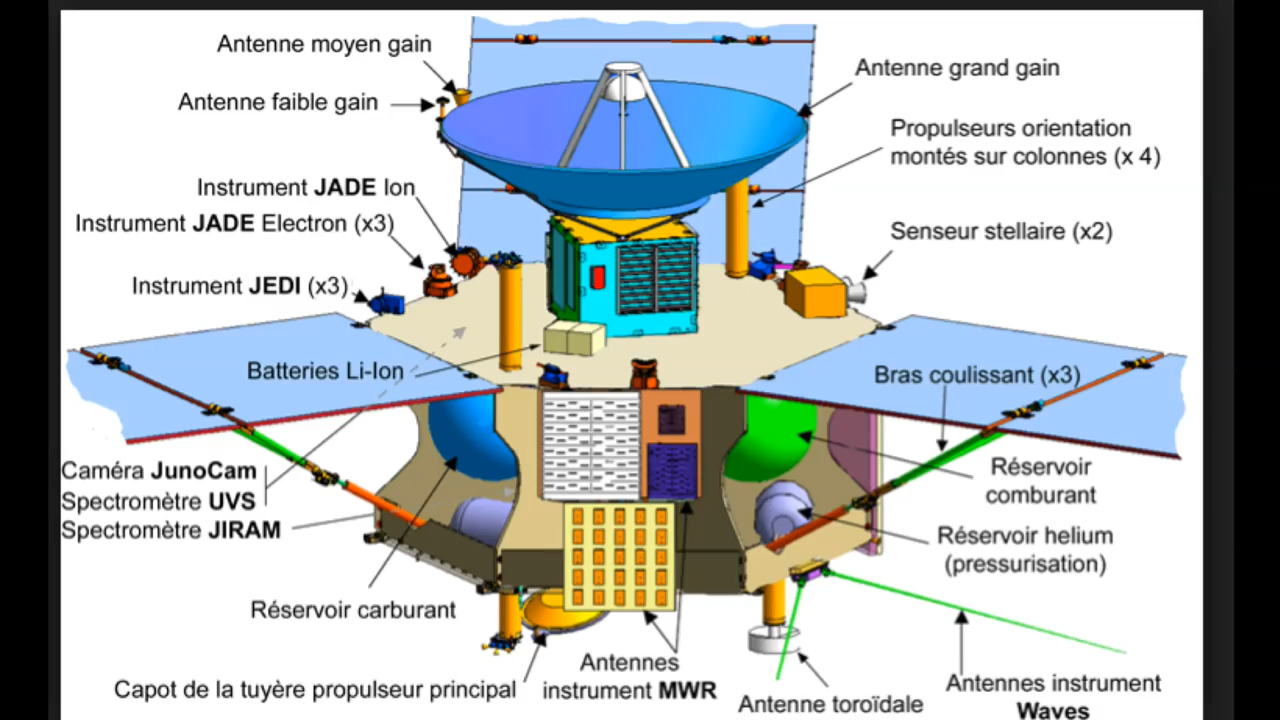 Antenne moyen gain
Antenne grand gain
Antenne faible gain
Propulseurs orientation
montés sur colonnes (x 4)
Instrument JADE Ion
Instrument JADE Electron (x3)
Senseur stellaire (x2)
Instrument JEDI (x3)
Batteries Li-Ion
Bras coulissant (x3)
Caméra JunoCam
Spectromètre UVS
Spectromètre JIRAM
Réservoir
comburant
Réservoir helium
(pressurisation)
Réservoir carburant
Antennes
instrument MWR
Capot de la tuyère propulseur principal
Antenne toroïdale
Antennes instrument
Waves